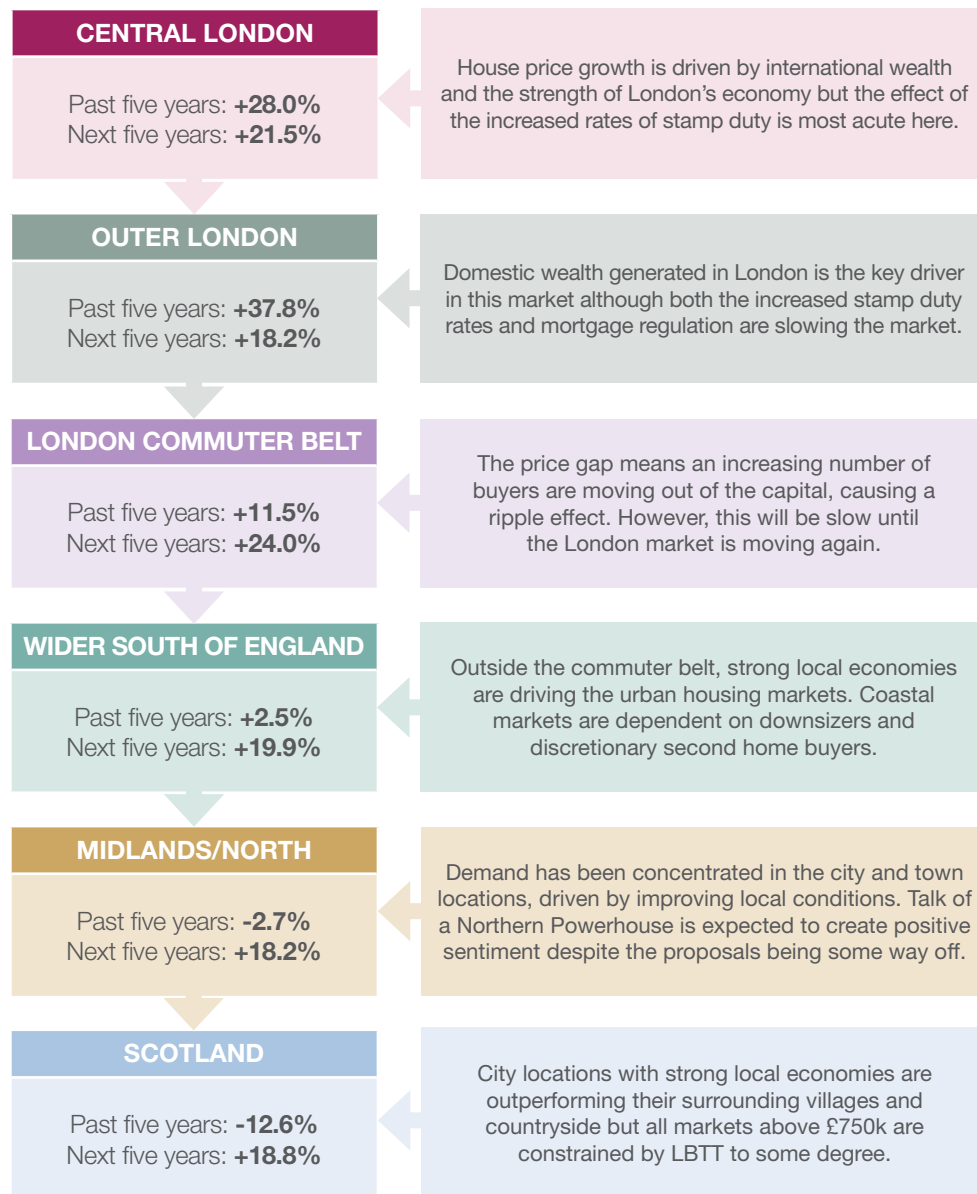 CENTRAL LONDON
Past five years: +28.0%
Next five years: +21.5%
House price growth is driven by international wealth
and the strength of London's economy but the effect of
the increased rates of stamp duty is most acute here.
OUTER LONDON
Past five years: +37.8%
Next five years: +18.2%
Domestic wealth generated in London is the key driver
in this market although both the increased stamp duty
rates and mortgage regulation are slowing the market.
LONDON COMMUTER BELT
Past five years: +11.5%
Next five years: +24.0%
The price gap means an increasing number of
buyers are moving out of the capital, causing a
ripple effect. However, this will be slow until
the London market is moving again.
WIDER SOUTH OF ENGLAND
Past five years: +2.5%
Next five years: +19.9%
Outside the commuter belt, strong local economies
are driving the urban housing markets. Coastal
markets are dependent on downsizers and
discretionary second home buyers.
MIDLANDS/NORTH
Past five years: -2.7%
Next five years: +18.2%
Demand has been concentrated in the city and town
locations, driven by improving local conditions. Talk of
a Northern Powerhouse is expected to create positive
sentiment despite the proposals being some way off.
SCOTLAND
Past five years: -12.6%
Next five years: +18.8%
City locations with strong local economies are
outperforming their surrounding villages and
countryside but all markets above £750k are
constrained by LBTT to some degree.